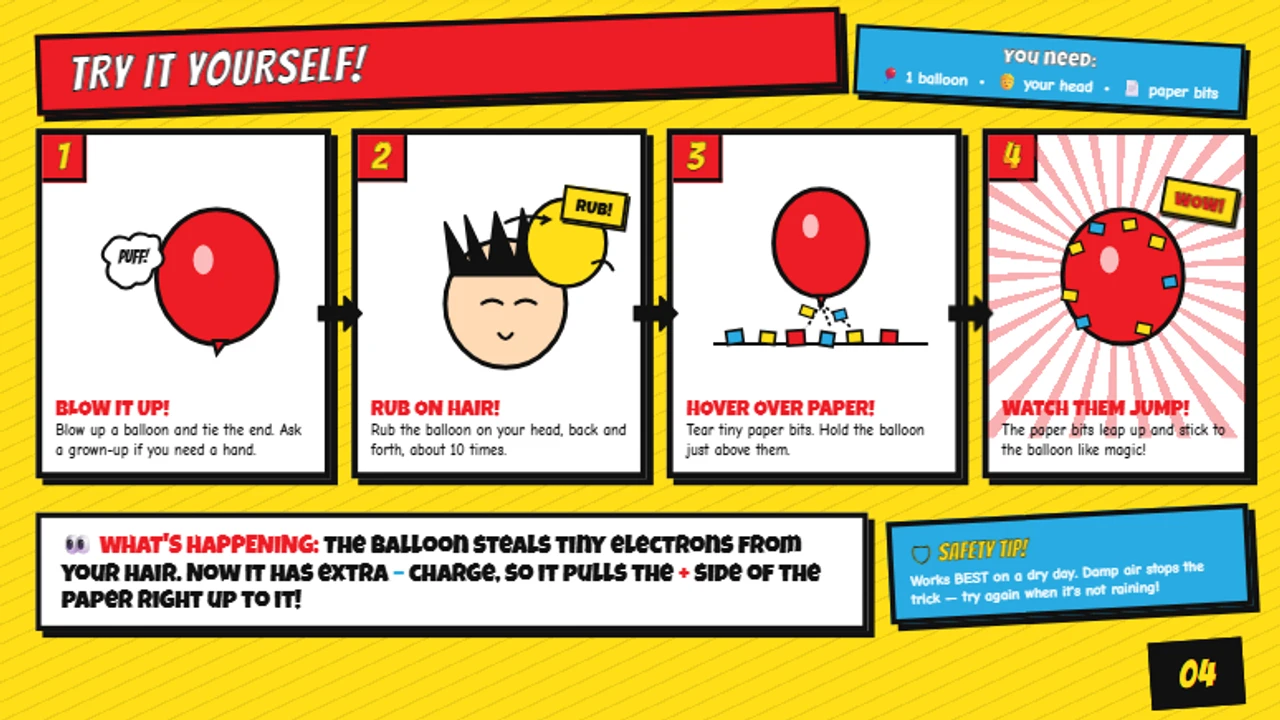 TRY IT YOURSELF!
YOU NEED:
1 balloon • your head • paper bits
1
PUFF!
BLOW IT UP!
Blow up a balloon and tie the end. Ask
a grown-up if you need a hand.
2
RUB!
RUB ON HAIR!
Rub the balloon on your head, back and
forth, about 10 times.
3
HOVER OVER PAPER!
Tear tiny paper bits. Hold the balloon
just above them.
4
WOW!
WATCH THEM JUMP!
The paper bits leap up and stick to
the balloon like magic!
WHAT'S HAPPENING: THE BALLOON STEALS TINY ELECTRONS FROM
YOUR HAIR. NOW IT HAS EXTRA – CHARGE, SO IT PULLS THE + SIDE OF THE
PAPER RIGHT UP TO IT!
SAFETY TIP!
Works BEST on a dry day. Damp air stops the
trick — try again when it's not raining!
04